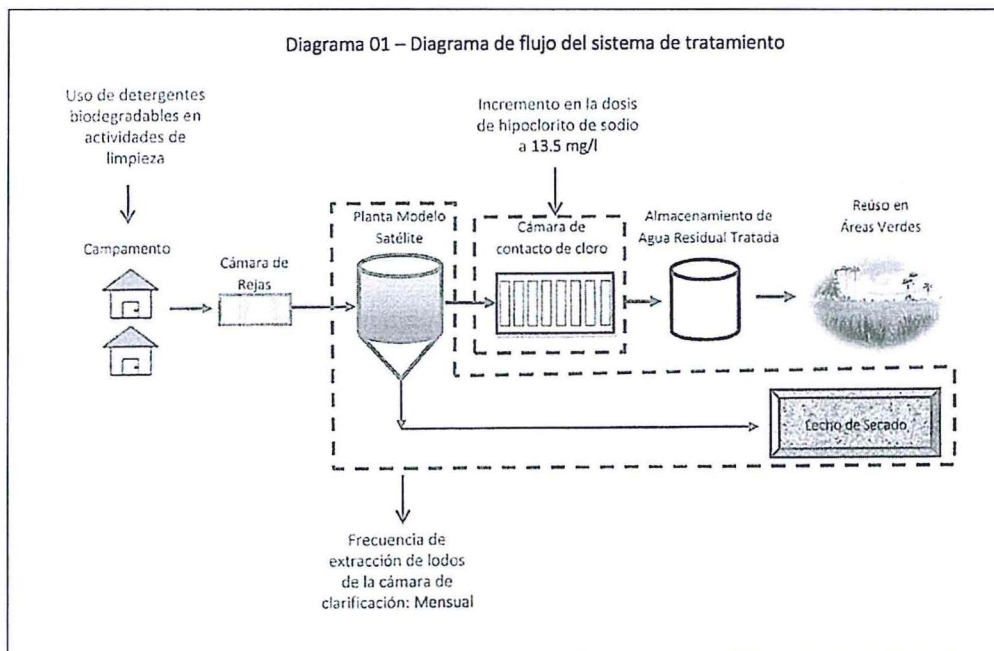 Diagrama 01 – Diagrama de flujo del sistema de tratamiento
Uso de detergentes
biodegradables en
actividades de
limpieza
Incremento en la dosis
de hipoclorito de sodio
a 13.5 mg/l
Campamento
Cámara de
Rejas
Planta Modelo
Satélite
Cámara de
contacto de cloro
Almacenamiento de
Agua Residual Tratada
Reúso en
Áreas Verdes
Lecho de Secado
Frecuencia de
extracción de lodos
de la cámara de
clarificación: Mensual